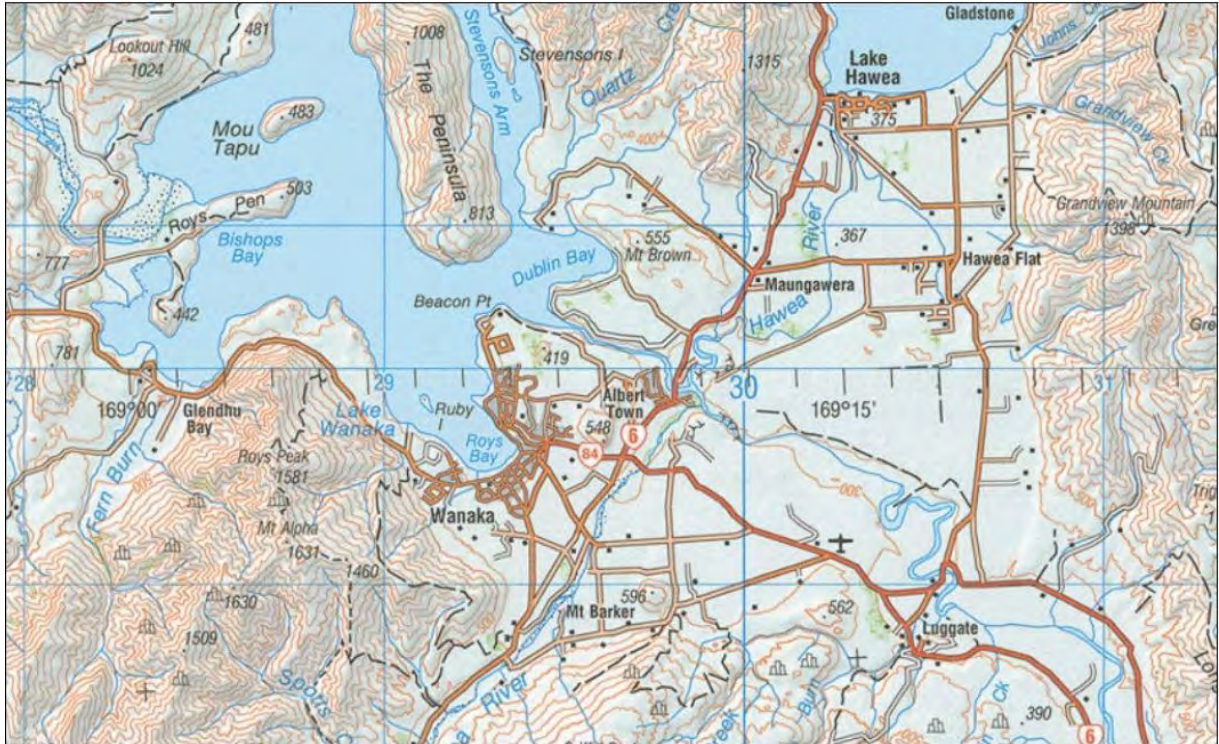 Gladstone
Johns
481
Lookout Hill
1024
1008
Stevensons I
Stevensons Arm
Quartz
Cre
1315
Lake
Hawea
375
Grandview Ck
483
Mou
Tapu
The Peninsula
400
503
Roys Pen
813
Grandview Mountain
1398
Bishops
Bay
777
Dublin Bay
555
Mt Brown
367
River
Hawea Flat
Maungawera
Hawea
Beacon Pt
442
781
419
28
29
30
31
169°00'
169°15'
Glendhu
Bay
Lake
Wanaka
Ruby
I
Roys
Bay
Albert
Town
548
6
84
300
Fern Burn
Roys Peak
1581
Wanaka
Mt Alpha
1631
1460
1630
596
Mt Barker
562
Luggate
1509
Spotts
River
Burn
Ck
390
6